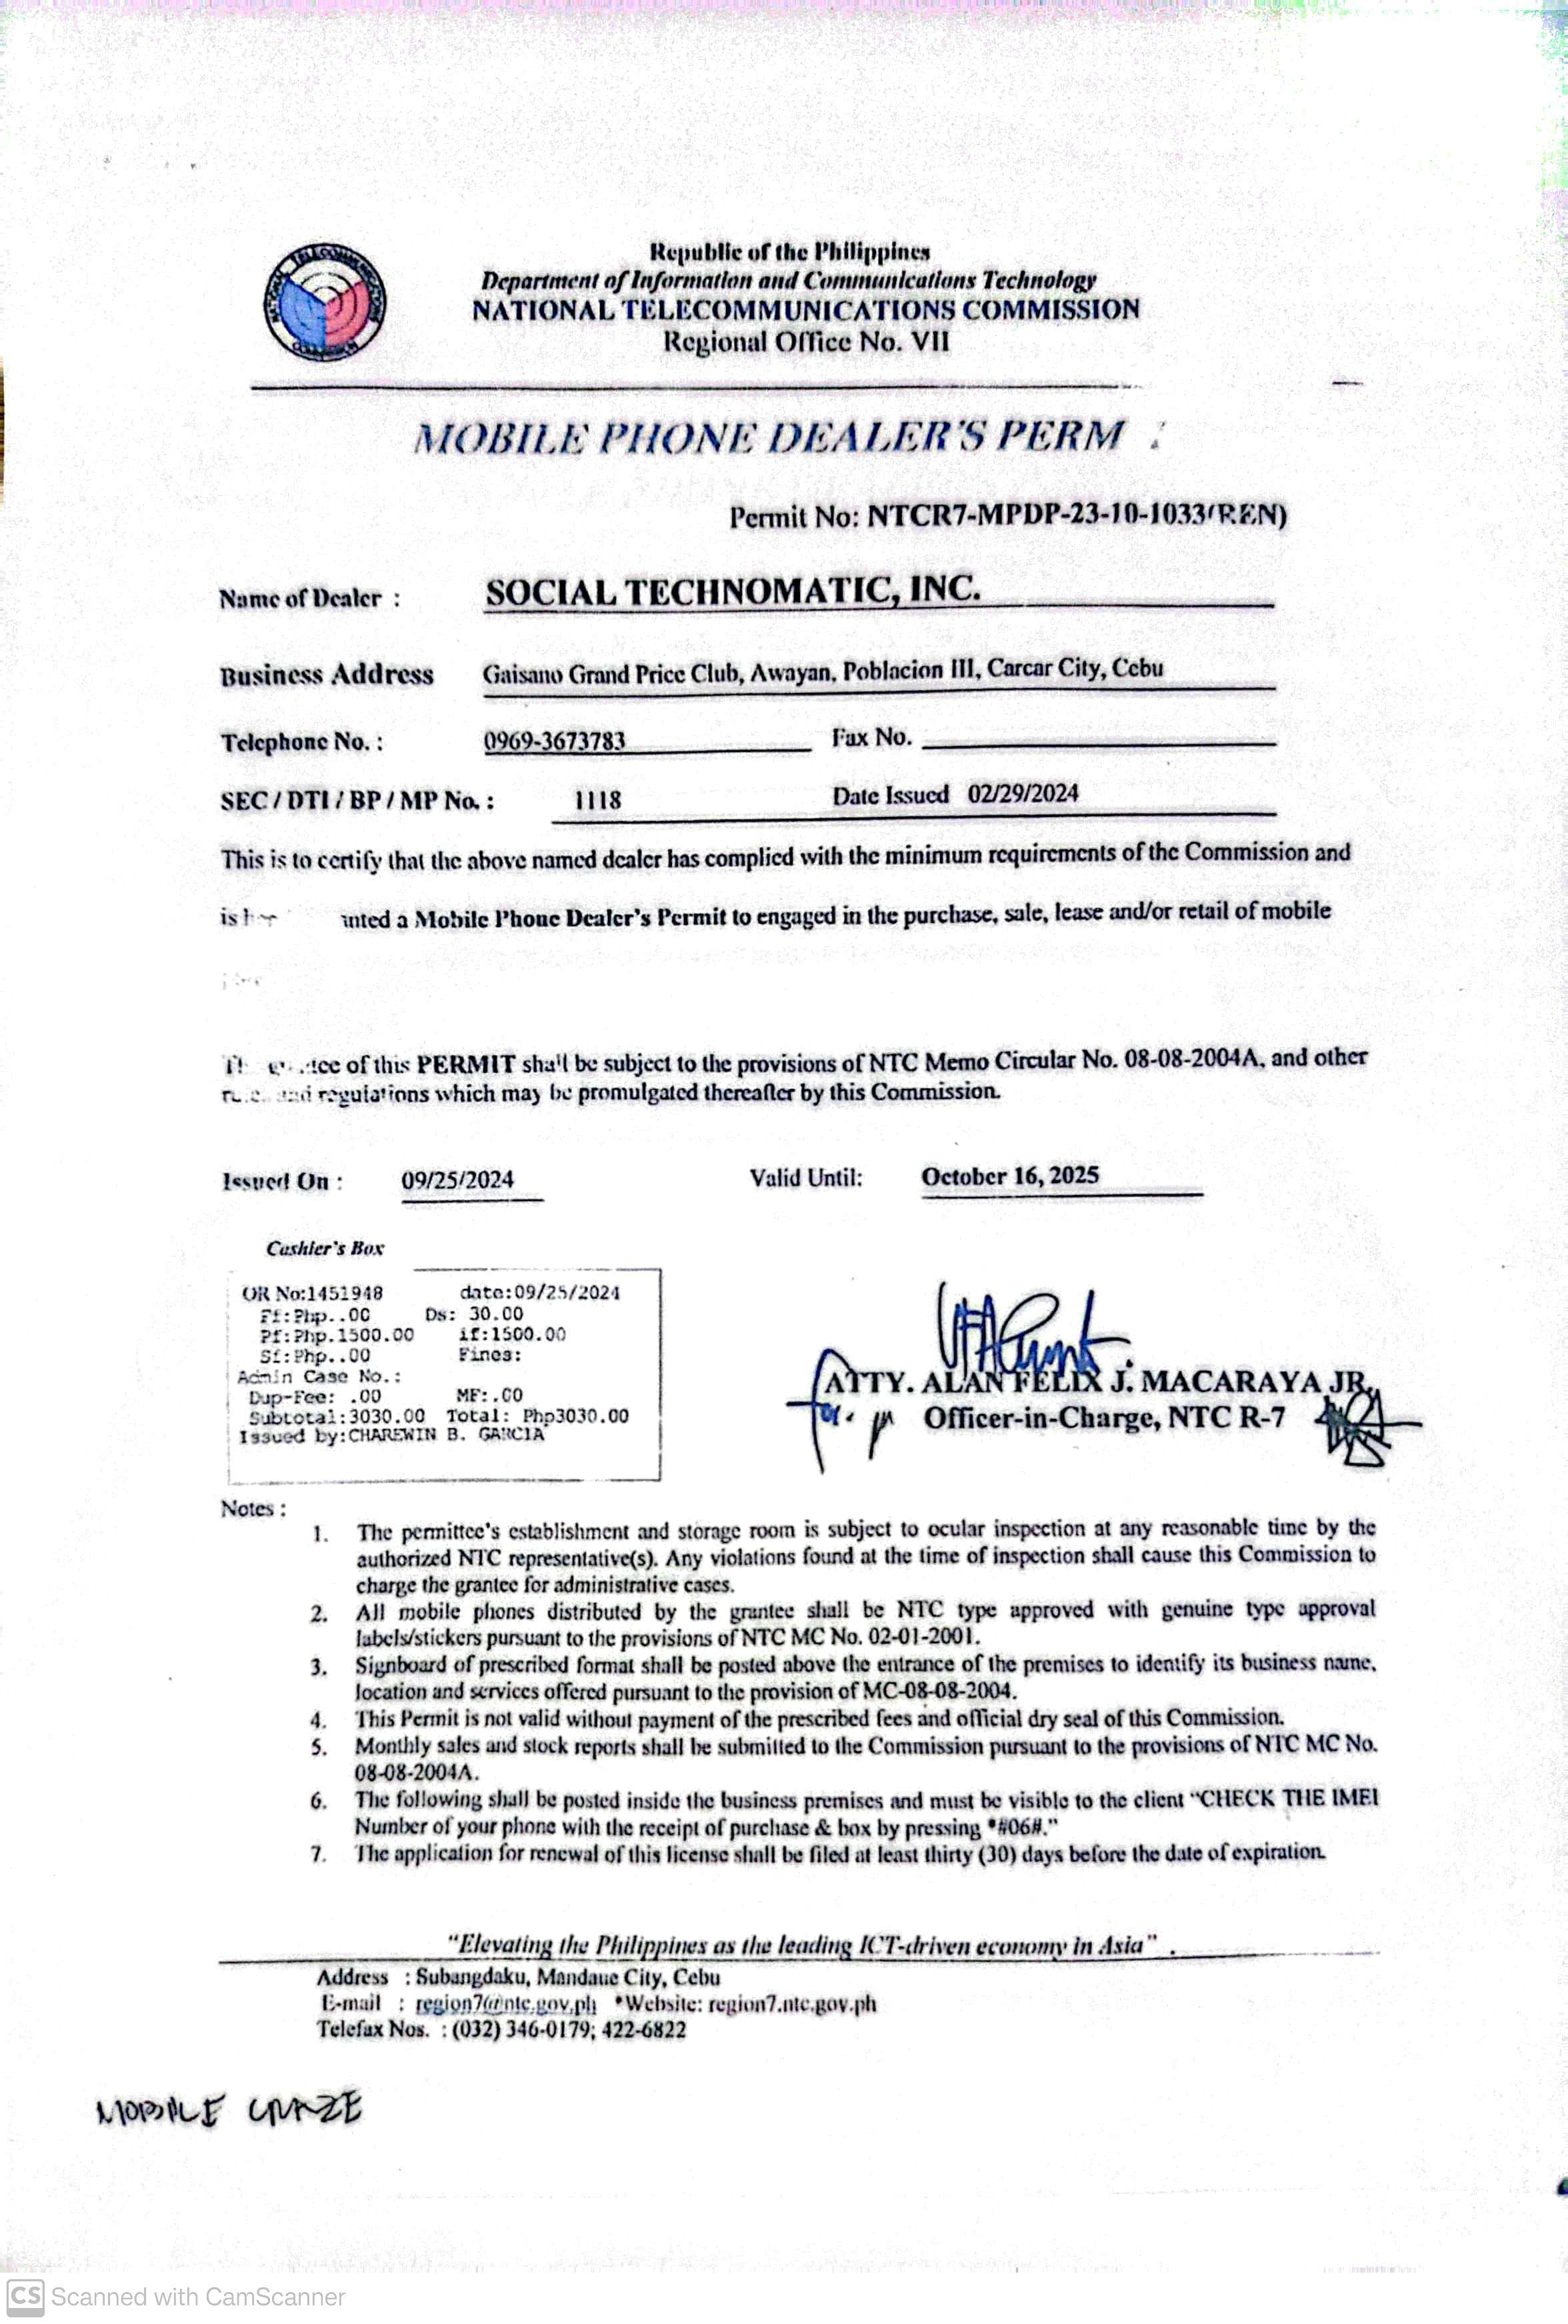 Republic of the Philippines
Department of Information and Communications Technology
NATIONAL TELECOMMUNICATIONS COMMISSION
Regional Office No. VII
MOBILE PHONE DEALER'S PERM
Permit No: NTCR7-MPDP-23-10-1033(REN)
Name of Dealer : SOCIAL TECHNOMATIC, INC.
Business Address Gaisano Grand Price Club, Awayan, Poblacion III, Carcar City, Cebu
Telephone No. : 0969-3673783 Fax No.
SEC / DTI / BP / MP No. : 1118 Date Issued 02/29/2024
This is to certify that the above named dealer has complied with the minimum requirements of the Commission and
is a Mobile Phone Dealer's Permit to engaged in the purchase, sale, lease and/or retail of mobile
of this PERMIT shall be subject to the provisions of NTC Memo Circular No. 08-08-2004A, and other
and regulations which may be promulgated thereafter by this Commission.
Issued On : 09/25/2024 Valid Until: October 16, 2025
Cashier's Box
OR No:1451948 date:09/25/2024
Ff:Php..00 Ds: 30.00
Pf:Php.1500.00 if:1500.00
Sf:Php..00 Fines:
Admin Case No.:
Dup-Fee: .00 MF:.00
Subtotal:3030.00 Total: Php3030.00
Issued by:CHAREWIN B. GARCIA
ATTY. ALAN FELIX J. MACARAYA JR.
for. Officer-in-Charge, NTC R-7
Notes :
1. The permittee's establishment and storage room is subject to ocular inspection at any reasonable time by the
authorized NTC representative(s). Any violations found at the time of inspection shall cause this Commission to
charge the grantee for administrative cases.
2. All mobile phones distributed by the grantee shall be NTC type approved with genuine type approval
labels/stickers pursuant to the provisions of NTC MC No. 02-01-2001.
3. Signboard of prescribed format shall be posted above the entrance of the premises to identify its business name,
location and services offered pursuant to the provision of MC-08-08-2004.
4. This Permit is not valid without payment of the prescribed fees and official dry seal of this Commission.
5. Monthly sales and stock reports shall be submitted to the Commission pursuant to the provisions of NTC MC No.
08-08-2004A.
6. The following shall be posted inside the business premises and must be visible to the client "CHECK THE IMEI
Number of your phone with the receipt of purchase & box by pressing *#06#."
7. The application for renewal of this license shall be filed at least thirty (30) days before the date of expiration.
"Elevating the Philippines as the leading ICT-driven economy in Asia" .
Address : Subangdaku, Mandaue City, Cebu
E-mail : region7@ntc.gov.ph *Website: region7.ntc.gov.ph
Telefax Nos. : (032) 346-0179; 422-6822
MOBILE CRAZE
CS Scanned with CamScanner